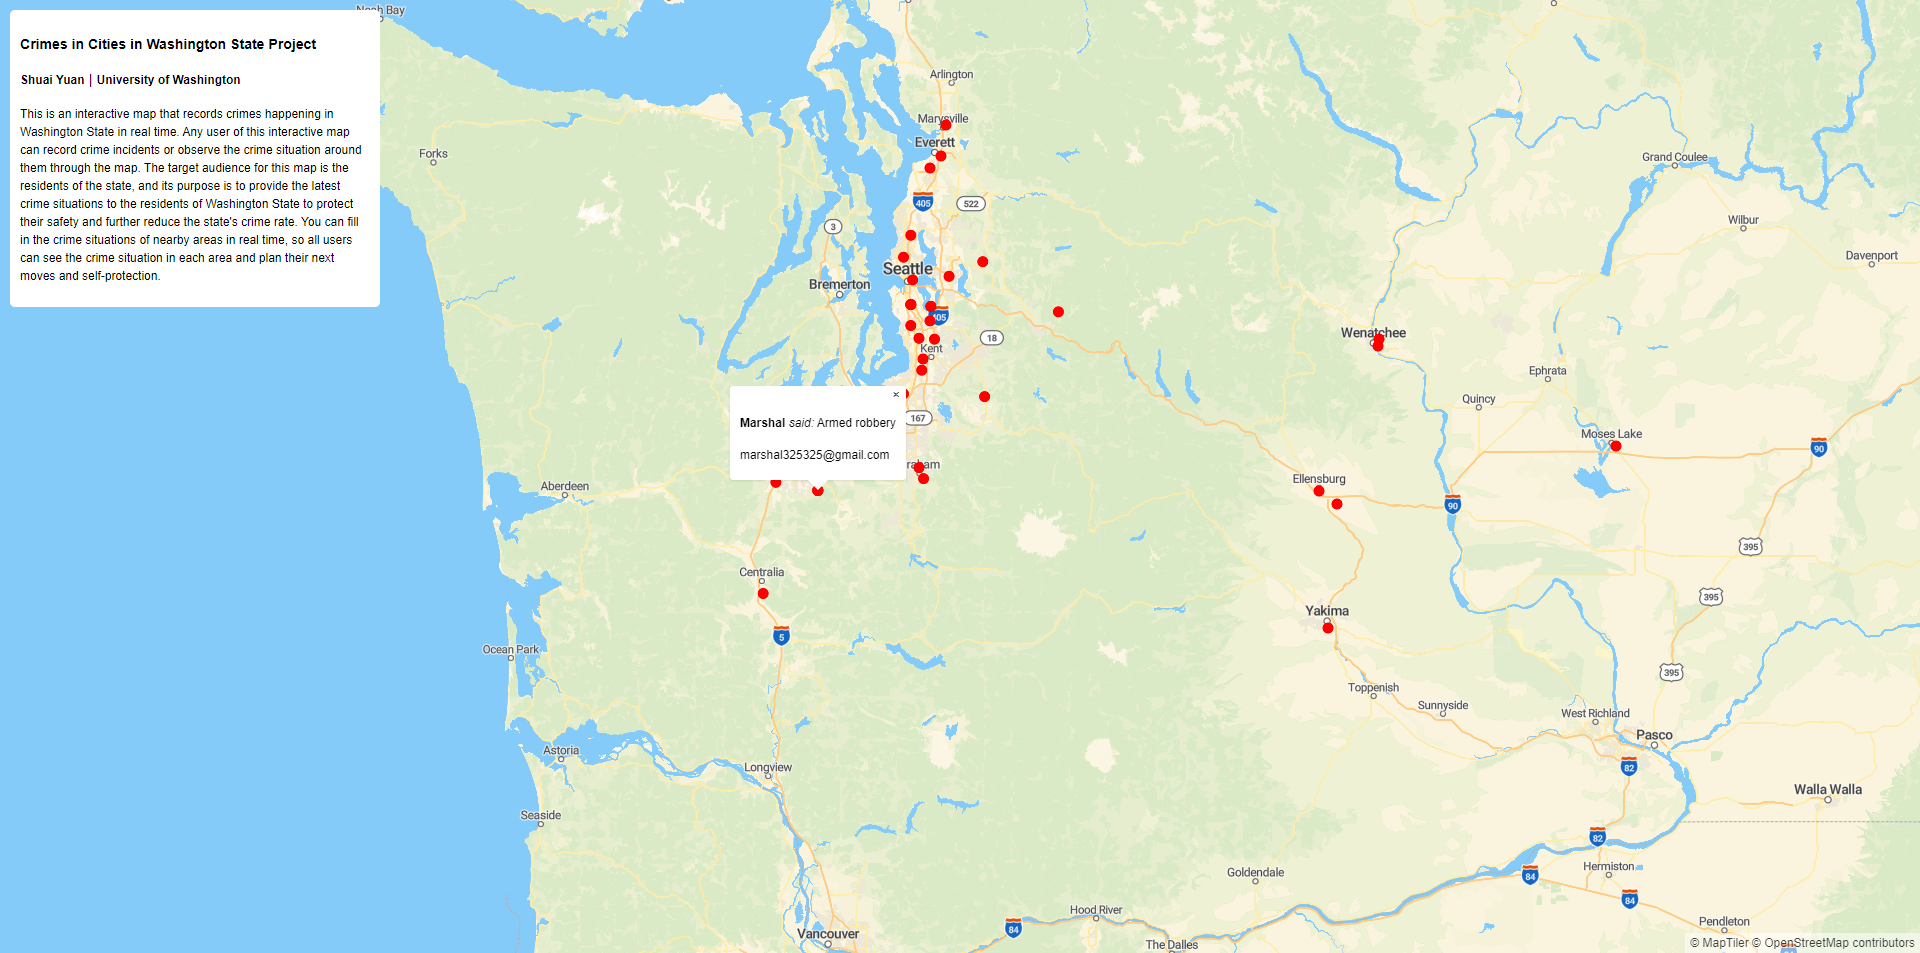 Crimes in Cities in Washington State Project
Shuai Yuan | University of Washington
This is an interactive map that records crimes happening in
Washington State in real time. Any user of this interactive map
can record crime incidents or observe the crime situation around
them through the map. The target audience for this map is the
residents of the state, and its purpose is to provide the latest
crime situations to the residents of Washington State to protect
their safety and further reduce the state's crime rate. You can fill
in the crime situations of nearby areas in real time, so all users
can see the crime situation in each area and plan their next
moves and self-protection.
Neah Bay
Forks
Arlington
Marysville
Everett
405
522
3
Seattle
Bremerton
405
18
Kent
167
×
Marshal said: Armed robbery
marshal325325@gmail.com
Grand Coulee
Wilbur
Davenport
Wenatchee
Ephrata
Quincy
Moses Lake
90
Ellensburg
90
395
395
395
Aberdeen
Centralia
5
Ocean Park
Yakima
Toppenish
Sunnyside
West Richland
Pasco
82
Walla Walla
82
Astoria
Longview
Seaside
Hermiston
84
84
Goldendale
Hood River
84
Vancouver
The Dalles
Pendleton
© MapTiler © OpenStreetMap contributors